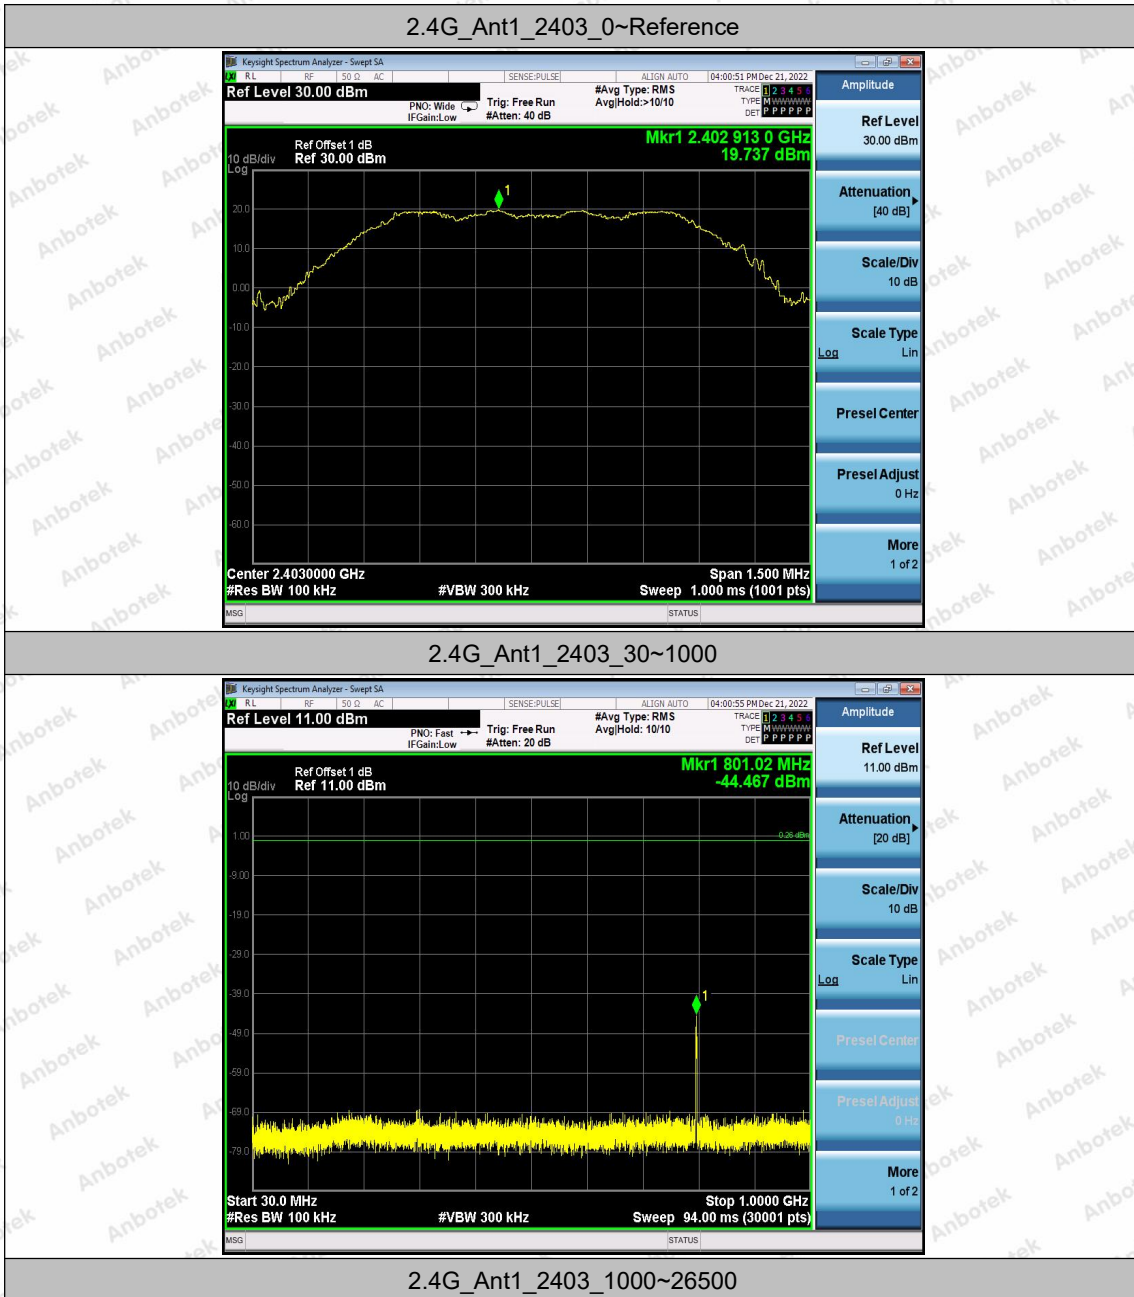 2.4G_Ant1_2403_0~Reference
Keysight Spectrum Analyzer - Swept SA
LXI RL RF 50 Ω AC SENSE:PULSE ALIGN AUTO 04:00:51 PM Dec 21, 2022
Ref Level 30.00 dBm
PNO: Wide
IFGain:Low
Trig: Free Run
#Atten: 40 dB
#Avg Type: RMS
Avg|Hold:>10/10
TRACE 1 2 3 4 5 6
TYPE M WWWWW
DET P P P P P P
Mkr1 2.402 913 0 GHz
19.737 dBm
Ref Offset 1 dB
10 dB/div Ref 30.00 dBm
Log
1
20.0
10.0
0.00
-10.0
-20.0
-30.0
-40.0
-50.0
-60.0
Center 2.4030000 GHz Span 1.500 MHz
#Res BW 100 kHz #VBW 300 kHz Sweep 1.000 ms (1001 pts)
MSG STATUS
Amplitude
Ref Level
30.00 dBm
Attenuation
[40 dB]
Scale/Div
10 dB
Scale Type
Log Lin
Presel Center
Presel Adjust
0 Hz
More
1 of 2
2.4G_Ant1_2403_30~1000
Keysight Spectrum Analyzer - Swept SA
LXI RL RF 50 Ω AC SENSE:PULSE ALIGN AUTO 04:00:55 PM Dec 21, 2022
Ref Level 11.00 dBm
PNO: Fast
IFGain:Low
Trig: Free Run
#Atten: 20 dB
#Avg Type: RMS
Avg|Hold: 10/10
TRACE 1 2 3 4 5 6
TYPE M WWWWW
DET P P P P P P
Mkr1 801.02 MHz
-44.467 dBm
Ref Offset 1 dB
10 dB/div Ref 11.00 dBm
Log
1.00
0.26 dBm
-9.00
-19.0
-29.0
-39.0
1
-49.0
-59.0
-69.0
-79.0
Start 30.0 MHz Stop 1.0000 GHz
#Res BW 100 kHz #VBW 300 kHz Sweep 94.00 ms (30001 pts)
MSG STATUS
Amplitude
Ref Level
11.00 dBm
Attenuation
[20 dB]
Scale/Div
10 dB
Scale Type
Log Lin
Presel Center
Presel Adjust
0 Hz
More
1 of 2
2.4G_Ant1_2403_1000~26500
Anbotek